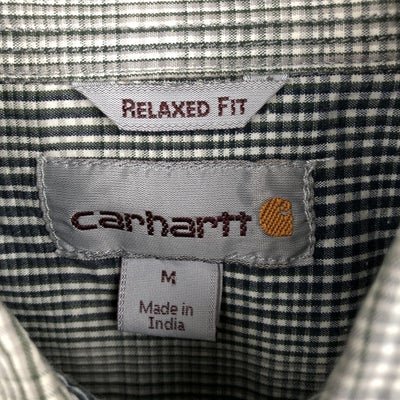 RELAXED FIT
carhartt
M
Made in
India